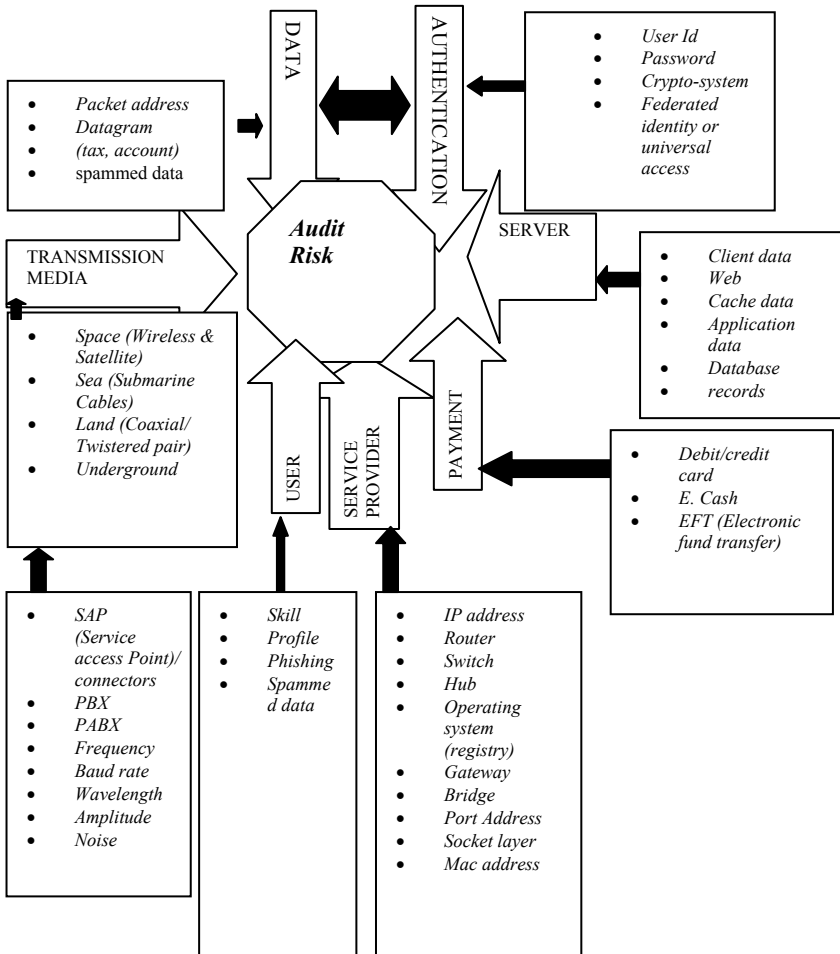 DATA
AUTHENTICATION
• User Id
• Password
• Crypto-system
• Federated
identity or
universal
access
• Packet address
• Datagram
• (tax, account)
• spammed data
Audit
Risk
TRANSMISSION
MEDIA
SERVER
• Client data
• Web
• Cache data
• Application
data
• Database
• records
• Space (Wireless &
Satellite)
• Sea (Submarine
Cables)
• Land (Coaxial/
Twistered pair)
• Underground
USER
SERVICE
PROVIDER
PAYMENT
• Debit/credit
card
• E. Cash
• EFT (Electronic
fund transfer)
• SAP
(Service
access Point)/
connectors
• PBX
• PABX
• Frequency
• Baud rate
• Wavelength
• Amplitude
• Noise
• Skill
• Profile
• Phishing
• Spamme
d data
• IP address
• Router
• Switch
• Hub
• Operating
system
(registry)
• Gateway
• Bridge
• Port Address
• Socket layer
• Mac address